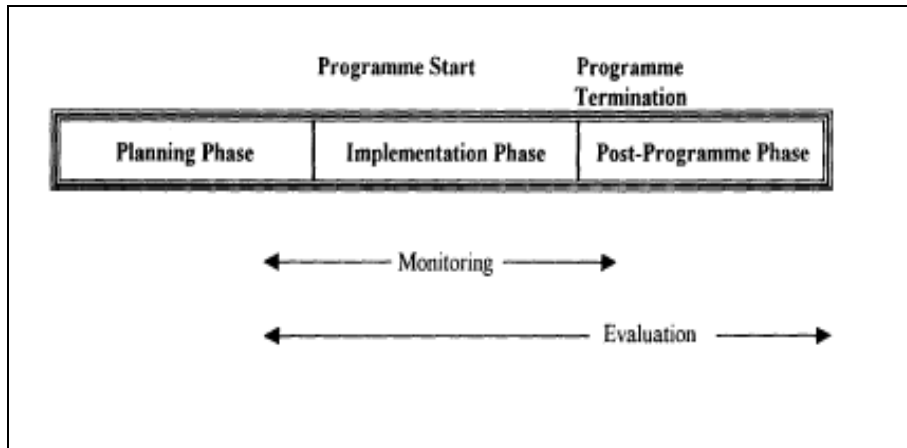 Programme Start
Programme
Termination
Planning Phase
Implementation Phase
Post-Programme Phase
Monitoring
Evaluation